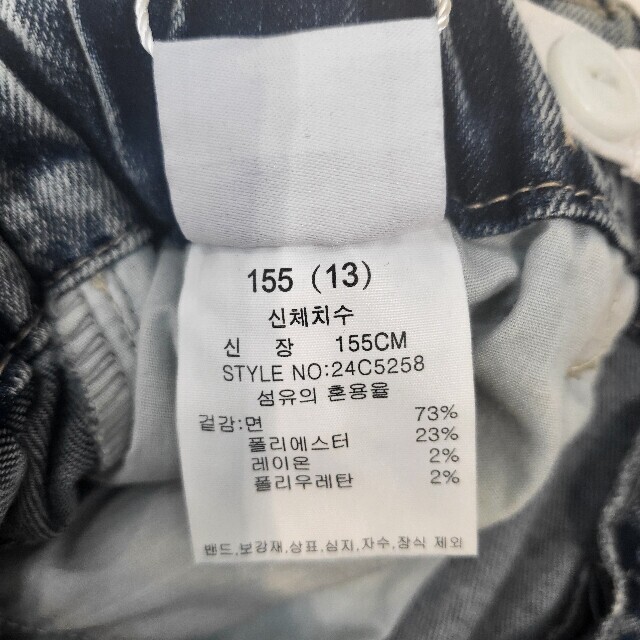 155 (13)
신체치수
신 장 155CM
STYLE NO:24C5258
섬유의 혼용율
겉감:면 73%
폴리에스터 23%
레이온 2%
폴리우레탄 2%
밴드,보강재,상표,심지,자수,장식 제외